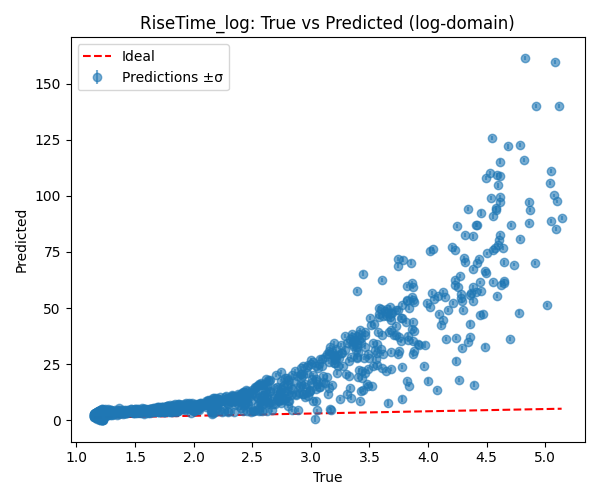 RiseTime_log: True vs Predicted (log-domain)
Ideal
Predictions ±σ
Predicted
150
125
100
75
50
25
0
1.0 1.5 2.0 2.5 3.0 3.5 4.0 4.5 5.0
True